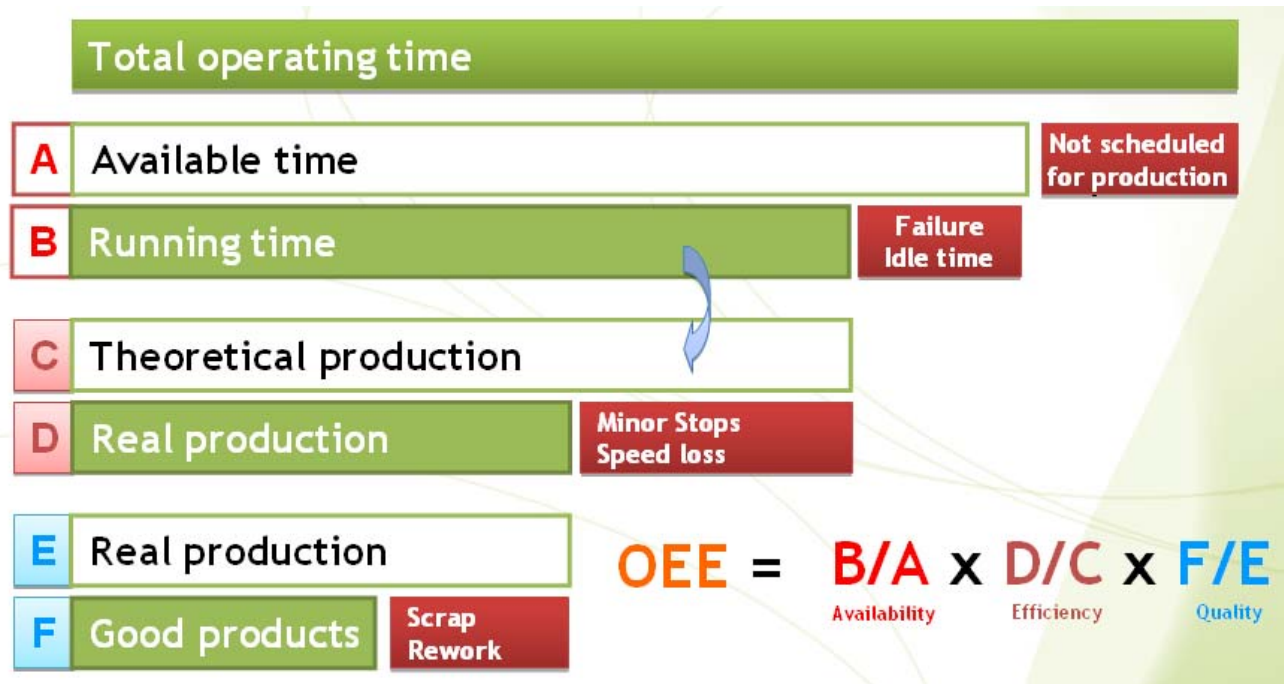 Total operating time
A Available time
Not scheduled
for production
B Running time
Failure
Idle time
C Theoretical production
D Real production
Minor Stops
Speed loss
E Real production
F Good products
Scrap
Rework
OEE = B/A x D/C x F/E
Availability Efficiency Quality